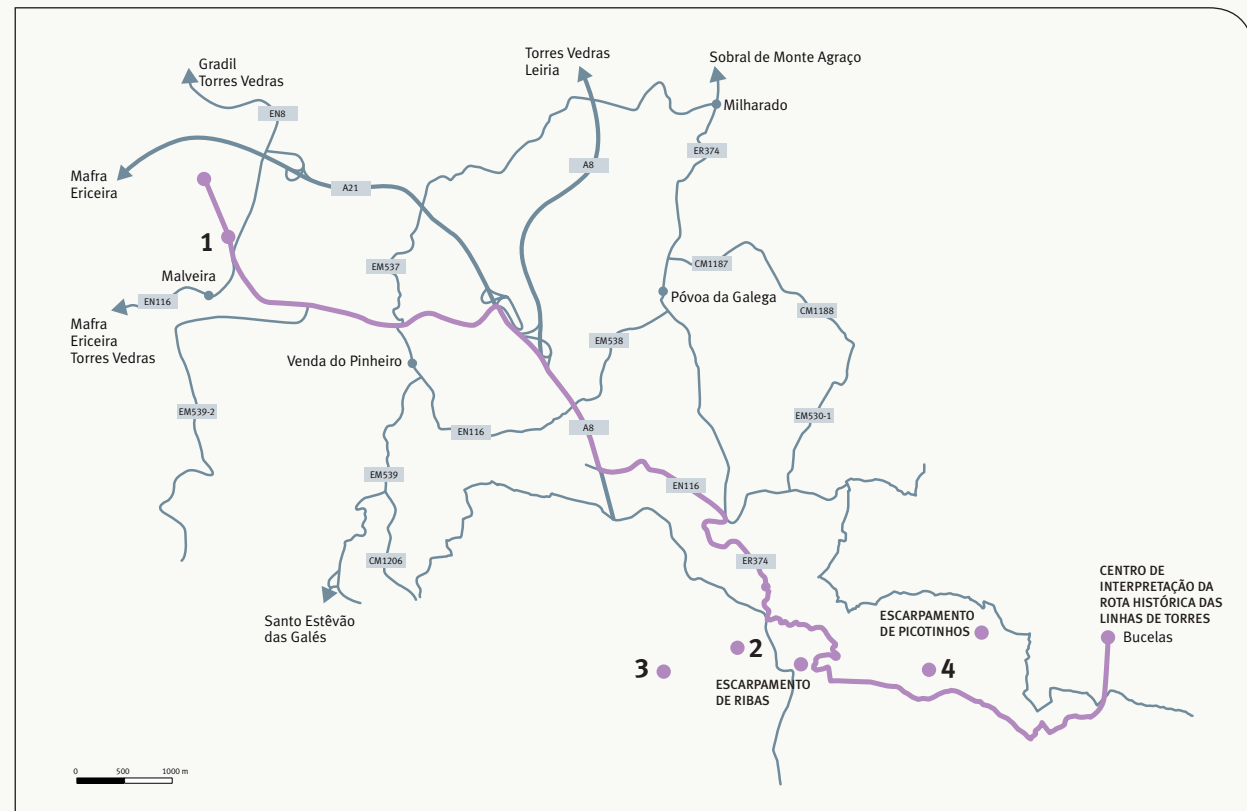 Gradil
Torres Vedras
Torres Vedras
Leiria
Sobral de Monte Agraço
Milharado
EN8
ER374
A8
Mafra
Ericeira
A21
1
EM537
CM1187
Malveira
EN116
Póvoa da Galega
CM1188
Mafra
Ericeira
Torres Vedras
EM538
Venda do Pinheiro
EM539-2
EM530-1
EN116
A8
EM539
EN116
CM1206
ER374
CENTRO DE
INTERPRETAÇÃO DA
ROTA HISTÓRICA DAS
LINHAS DE TORRES
Bucelas
Santo Estêvão
das Galés
ESCARPAMENTO
DE PICOTINHOS
2
3
4
ESCARPAMENTO
DE RIBAS
0 500 1000 m